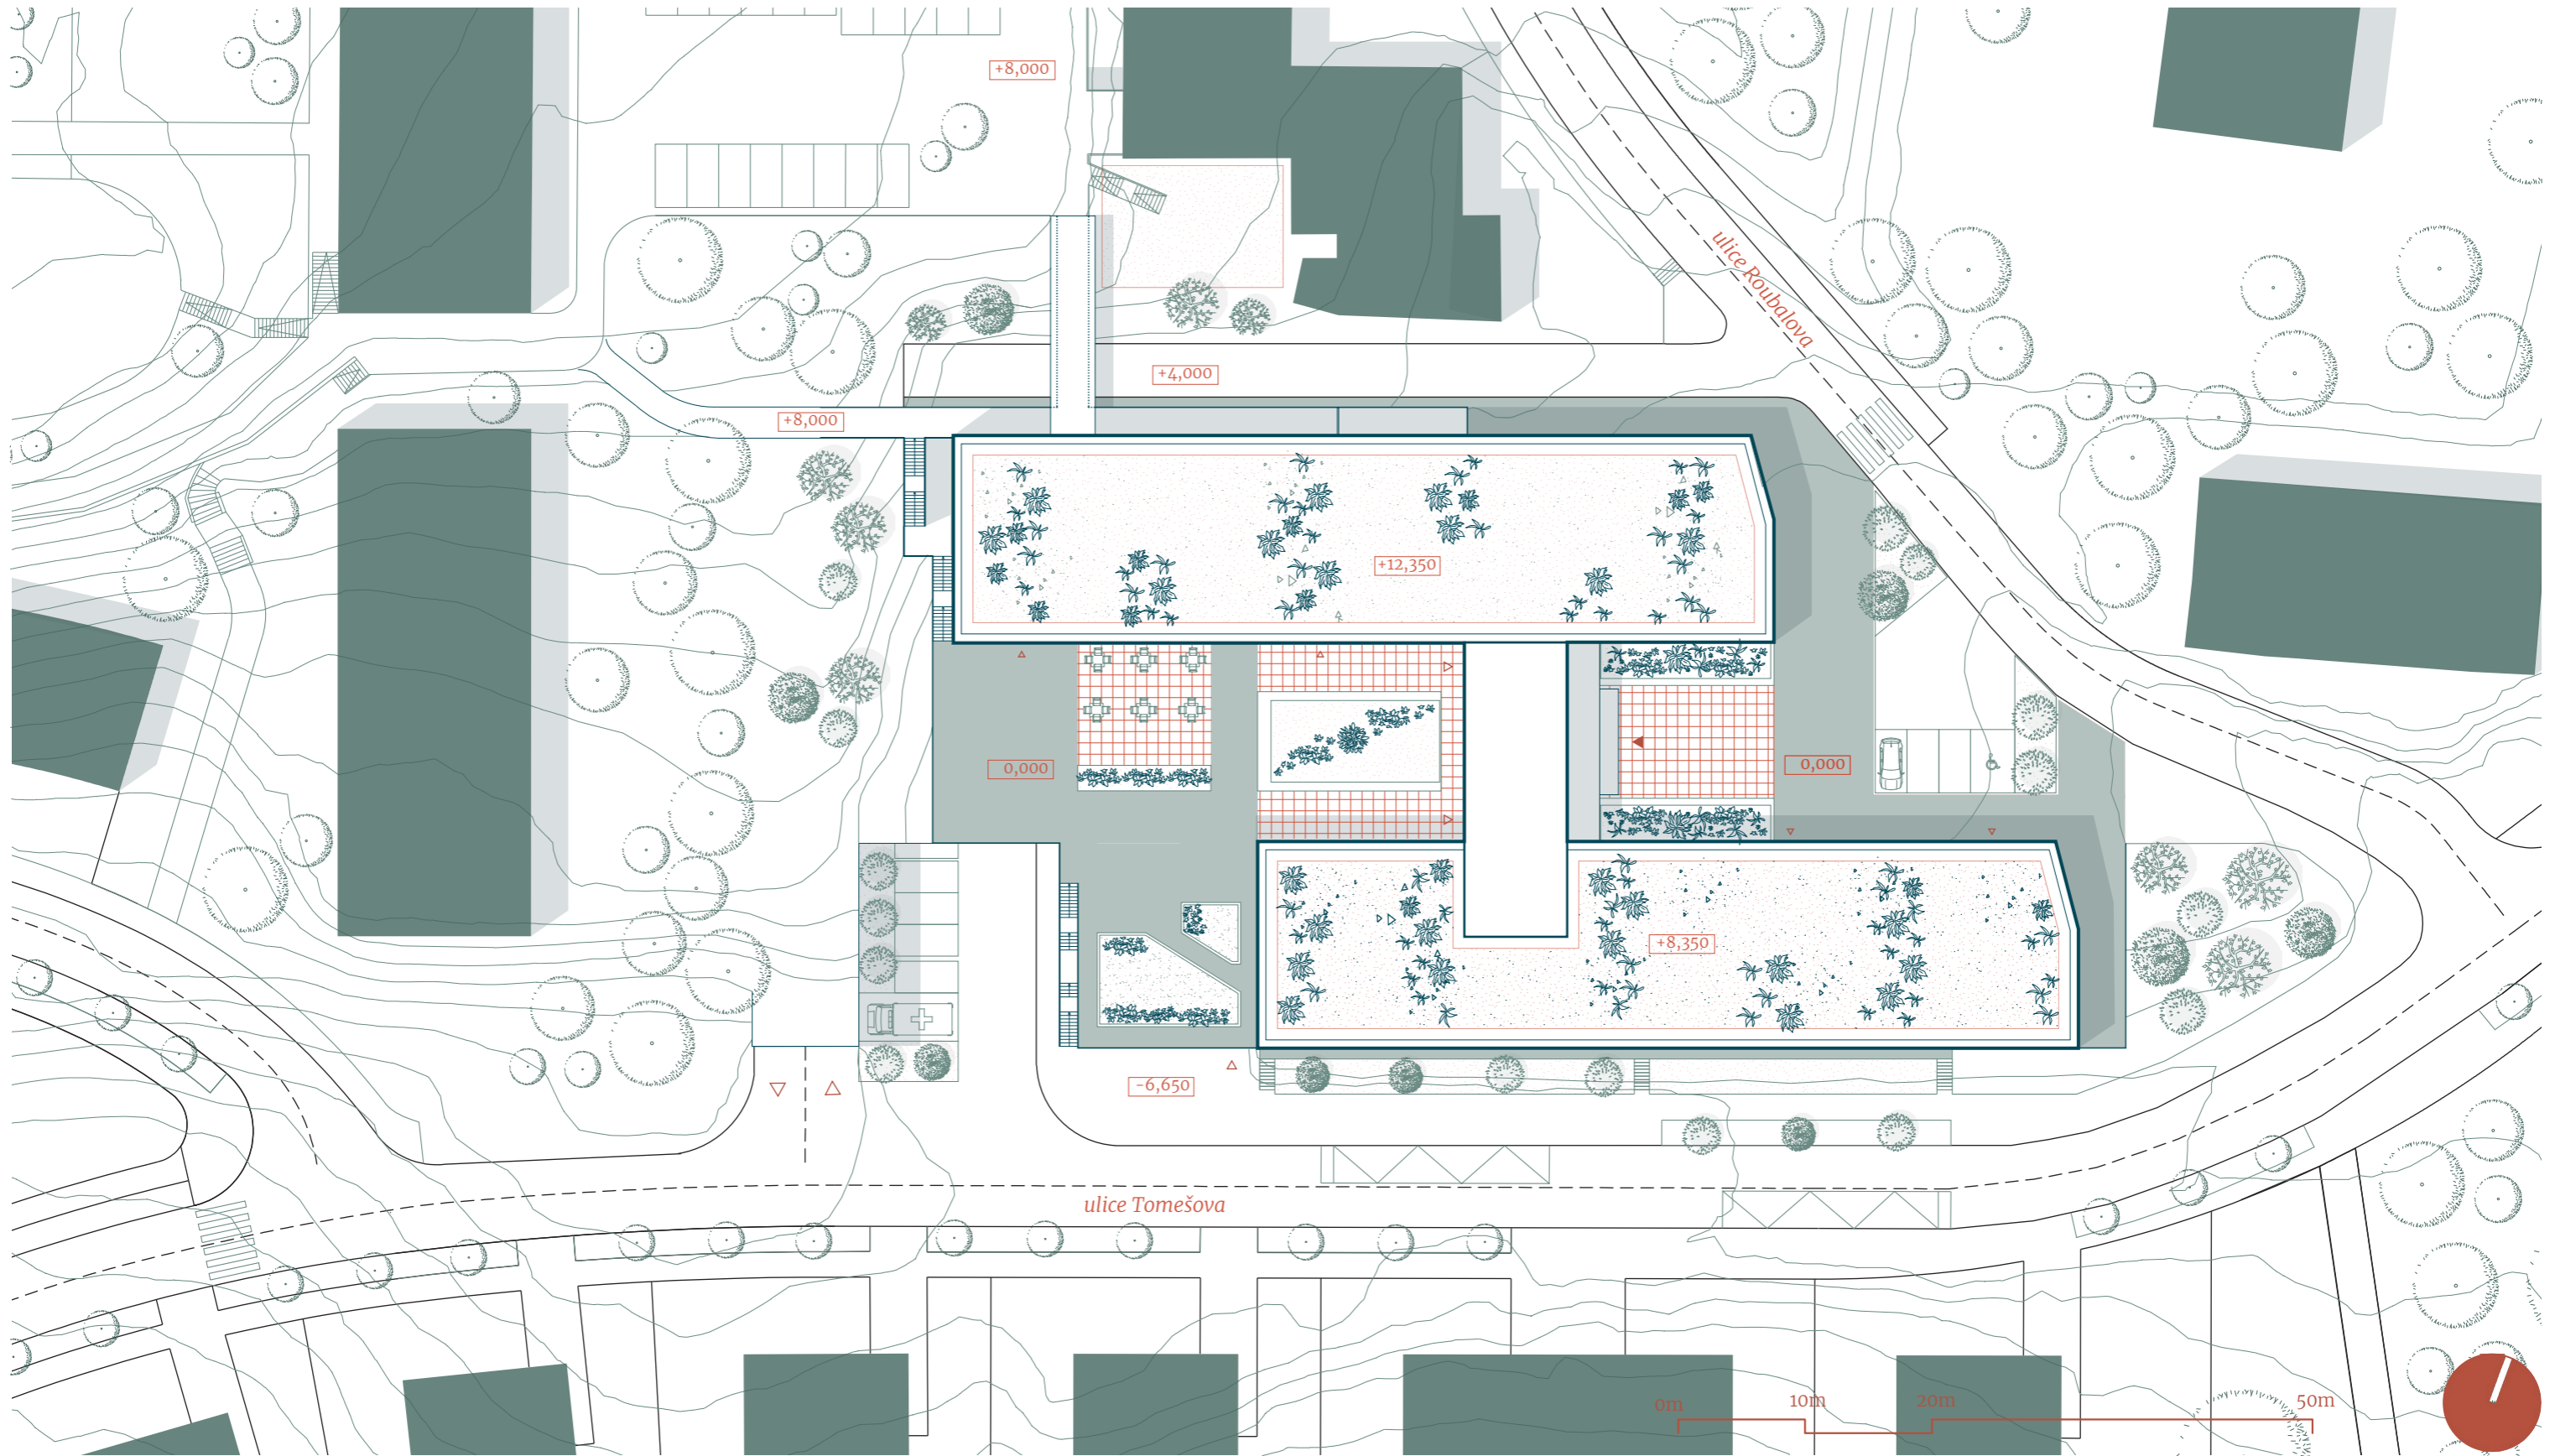 +8,000
ulice Roubalova
+4,000
+8,000
+12,350
0,000
0,000
+8,350
-6,650
ulice Tomešova
0m
10m
20m
50m